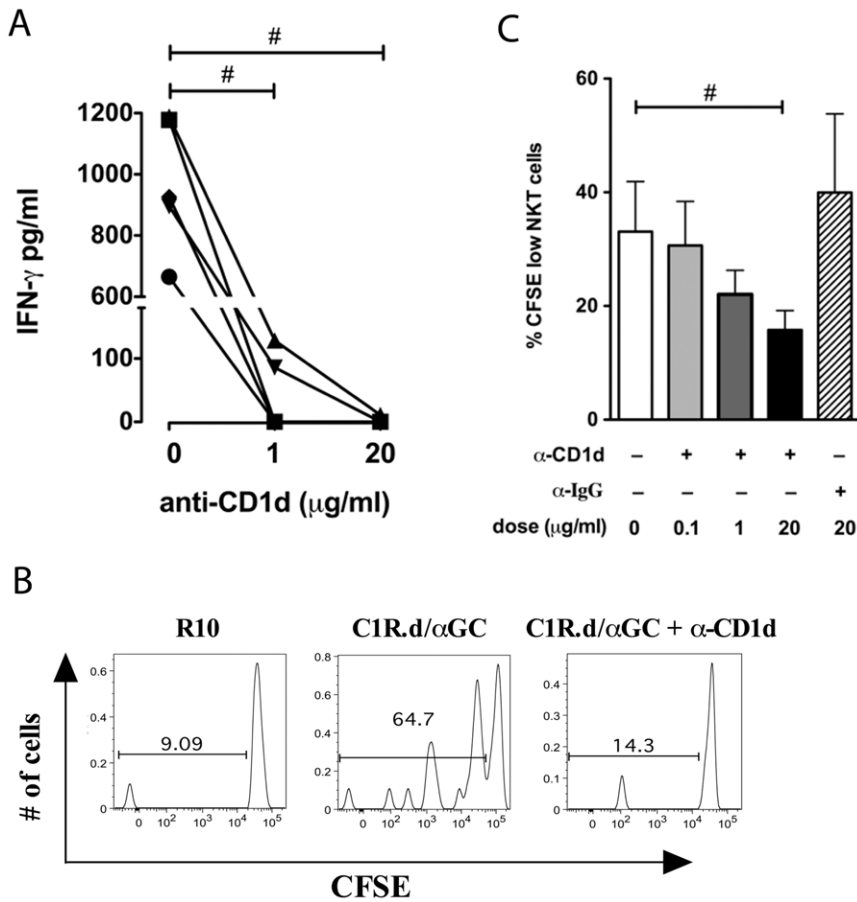 A
#
#
1200
1000
800
600
100
0
IFN-γ pg/ml
0 1 20
anti-CD1d (μg/ml)
C
#
60
40
20
0
% CFSE low NKT cells
α-CD1d – + + + –
α-IgG – – – – +
dose (μg/ml) 0 0.1 1 20 20
B
R10 C1R.d/αGC C1R.d/αGC + α-CD1d
0.6
0.4
0.2
0
9.09
0 10² 10³ 10⁴ 10⁵
0.8
0.6
0.4
0.2
0
64.7
0 10² 10³ 10⁴ 10⁵
0.4
0.3
0.2
0.1
0
14.3
0 10² 10³ 10⁴ 10⁵
# of cells
CFSE